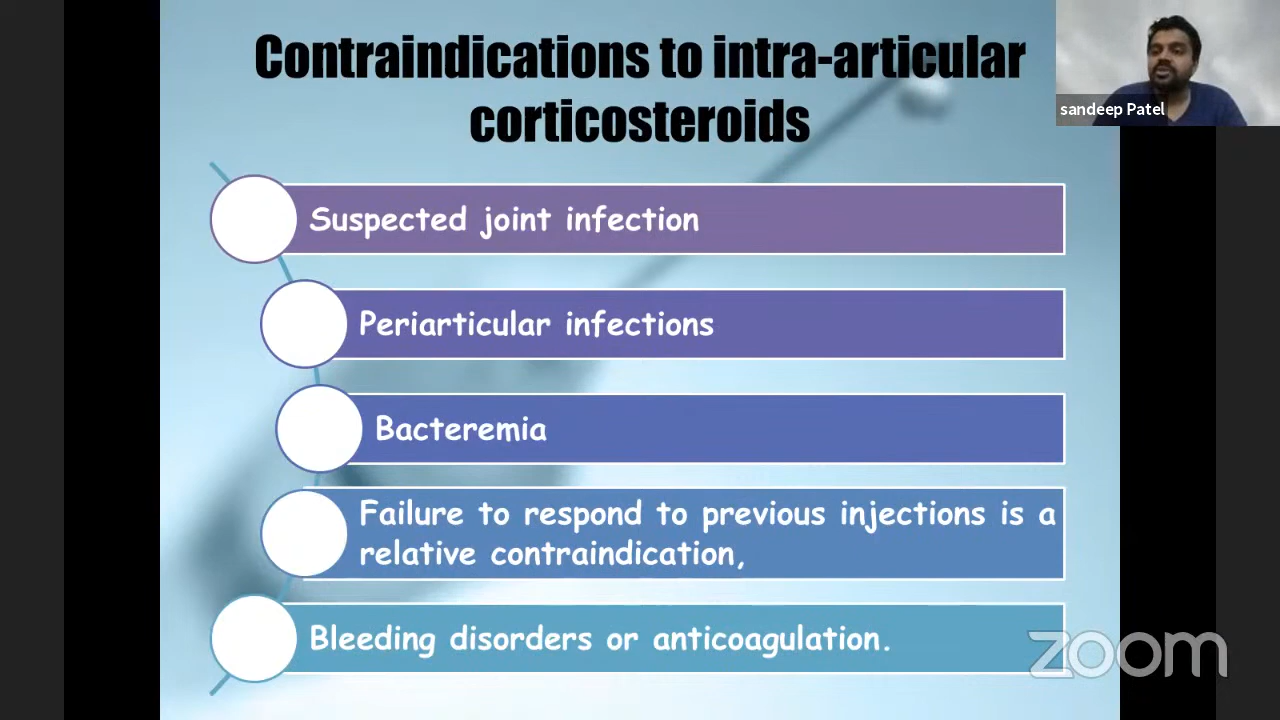 Contraindications to intra-articular
corticosteroids
sandeep Patel
Suspected joint infection
Periarticular infections
Bacteremia
Failure to respond to previous injections is a
relative contraindication,
Bleeding disorders or anticoagulation.
zoom